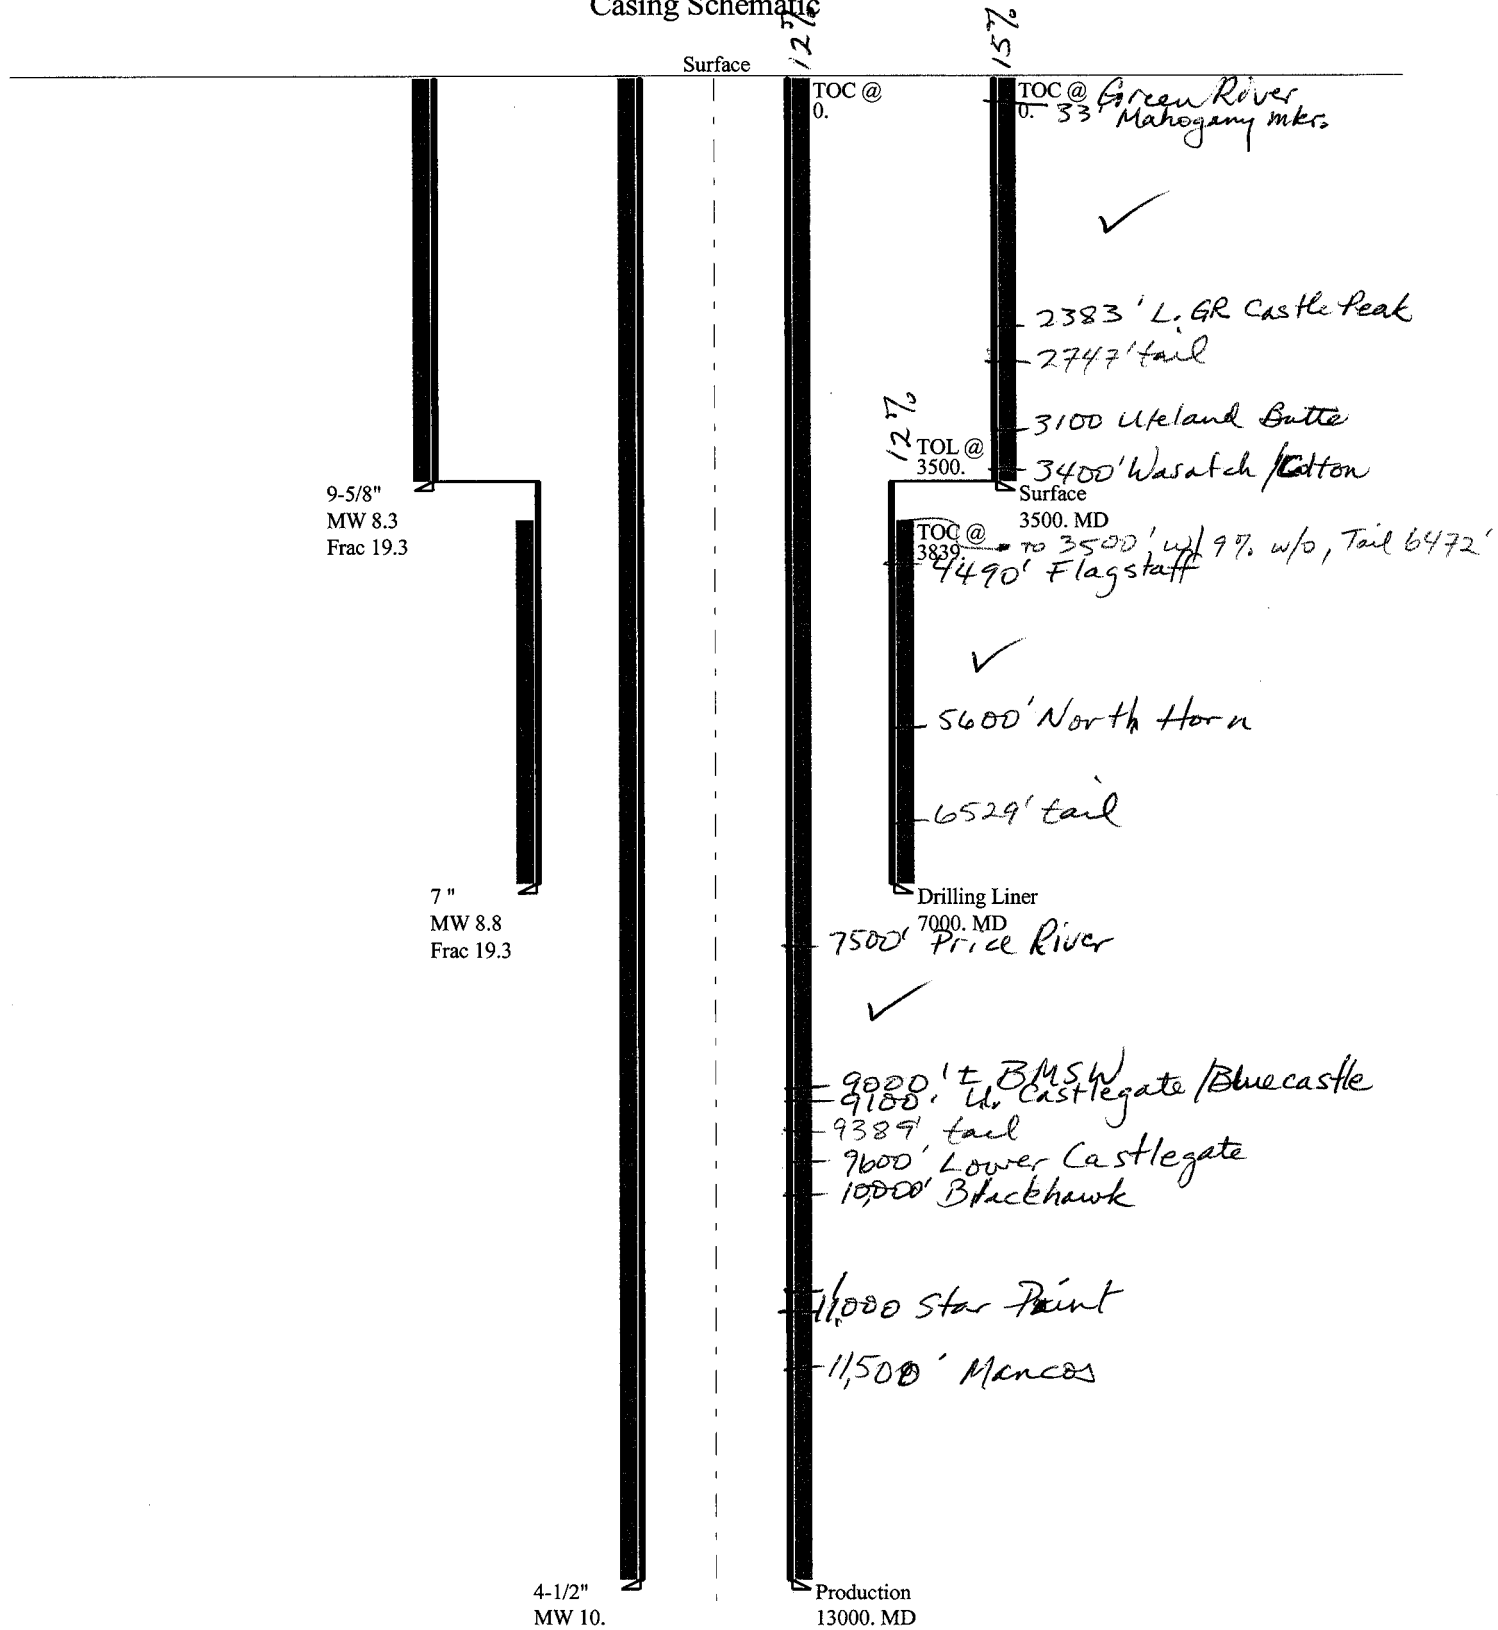 Casing Schematic
12%
15%
Surface
TOC @
0.
TOC @
0.
Green River
33' Mahogany mkr.
2383' L. GR Castle Peak
2747' tail
3100 Uteland Butte
12%
TOL @
3500.
3400' Wasatch /Colton
9-5/8"
MW 8.3
Frac 19.3
Surface
3500. MD
TOC @
3839.
to 3500' w/ 9% w/o, Tail 6472'
4490' Flagstaff
5600' North Horn
6529' tail
7 "
MW 8.8
Frac 19.3
Drilling Liner
7000. MD
7500' Price River
9000' ± BMSW
9100' U. Castlegate /Bluecastle
9389' tail
9600' Lower Castlegate
10,000' Blackhawk
11,000 Star Point
11,500' Mancos
4-1/2"
MW 10.
Production
13000. MD